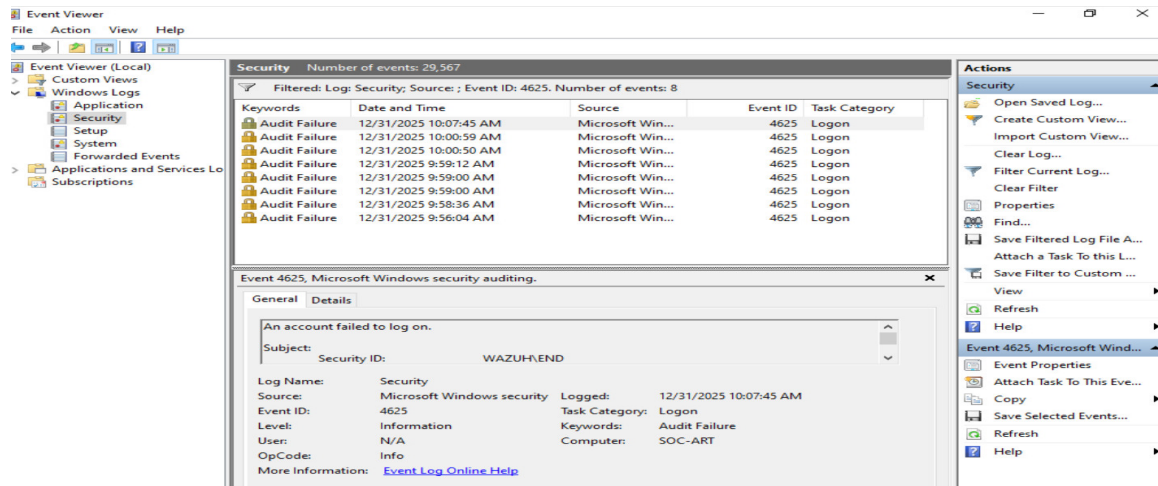 Event Viewer
File Action View Help
Event Viewer (Local)
Custom Views
Windows Logs
Application
Security
Setup
System
Forwarded Events
Applications and Services Lo
Subscriptions
Security Number of events: 29,567
Filtered: Log: Security; Source: ; Event ID: 4625. Number of events: 8
Keywords Date and Time Source Event ID Task Category
Audit Failure 12/31/2025 10:07:45 AM Microsoft Win... 4625 Logon
Audit Failure 12/31/2025 10:00:59 AM Microsoft Win... 4625 Logon
Audit Failure 12/31/2025 10:00:50 AM Microsoft Win... 4625 Logon
Audit Failure 12/31/2025 9:59:12 AM Microsoft Win... 4625 Logon
Audit Failure 12/31/2025 9:59:00 AM Microsoft Win... 4625 Logon
Audit Failure 12/31/2025 9:59:00 AM Microsoft Win... 4625 Logon
Audit Failure 12/31/2025 9:58:36 AM Microsoft Win... 4625 Logon
Audit Failure 12/31/2025 9:56:04 AM Microsoft Win... 4625 Logon
Event 4625, Microsoft Windows security auditing.
General Details
An account failed to log on.
Subject:
Security ID: WAZUH\END
Log Name: Security
Source: Microsoft Windows security Logged: 12/31/2025 10:07:45 AM
Event ID: 4625 Task Category: Logon
Level: Information Keywords: Audit Failure
User: N/A Computer: SOC-ART
OpCode: Info
More Information: Event Log Online Help
Actions
Security
Open Saved Log...
Create Custom View...
Import Custom View...
Clear Log...
Filter Current Log...
Clear Filter
Properties
Find...
Save Filtered Log File A...
Attach a Task To this L...
Save Filter to Custom ...
View
Refresh
Help
Event 4625, Microsoft Wind...
Event Properties
Attach Task To This Eve...
Copy
Save Selected Events...
Refresh
Help